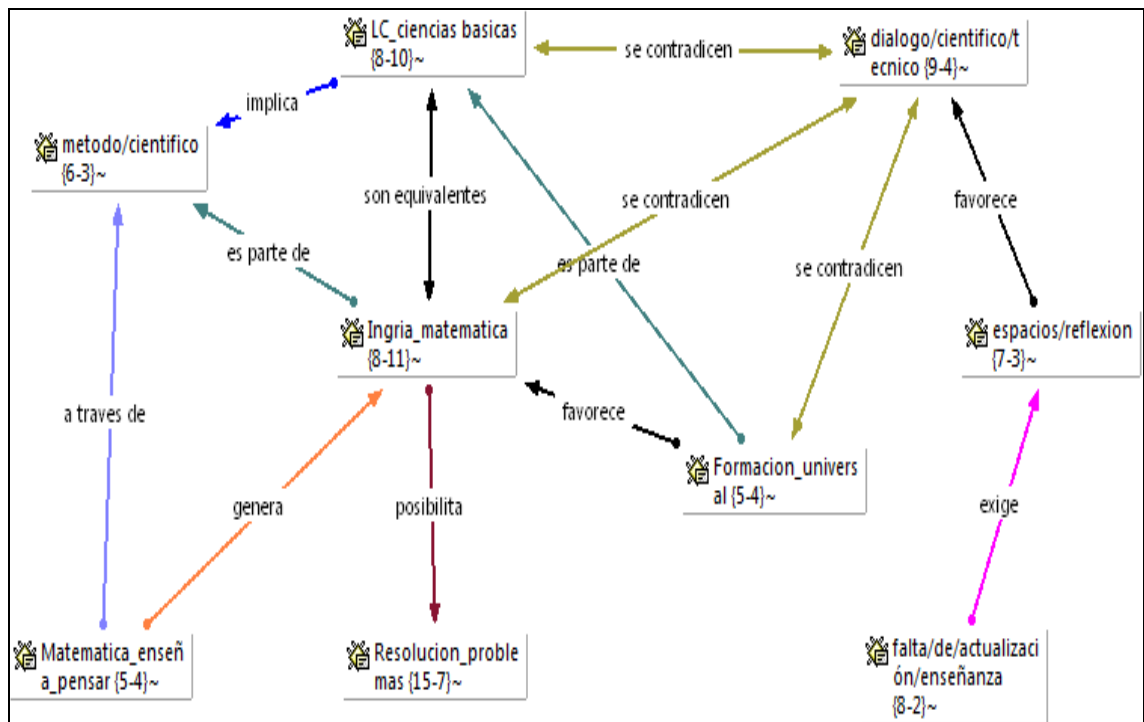 LC_ciencias basicas
{8-10}~
se contradicen
dialogo/cientifico/t
ecnico {9-4}~
implica
metodo/cientifico
{6-3}~
son equivalentes
se contradicen
favorece
es parte de
es parte de
se contradicen
Ingria_matematica
{8-11}~
espacios/reflexion
{7-3}~
a traves de
favorece
Formacion_univers
al {5-4}~
genera
posibilita
exige
Matematica_enseñ
a_pensar {5-4}~
Resolucion_proble
mas {15-7}~
falta/de/actualizaci
ón/enseñanza
{8-2}~